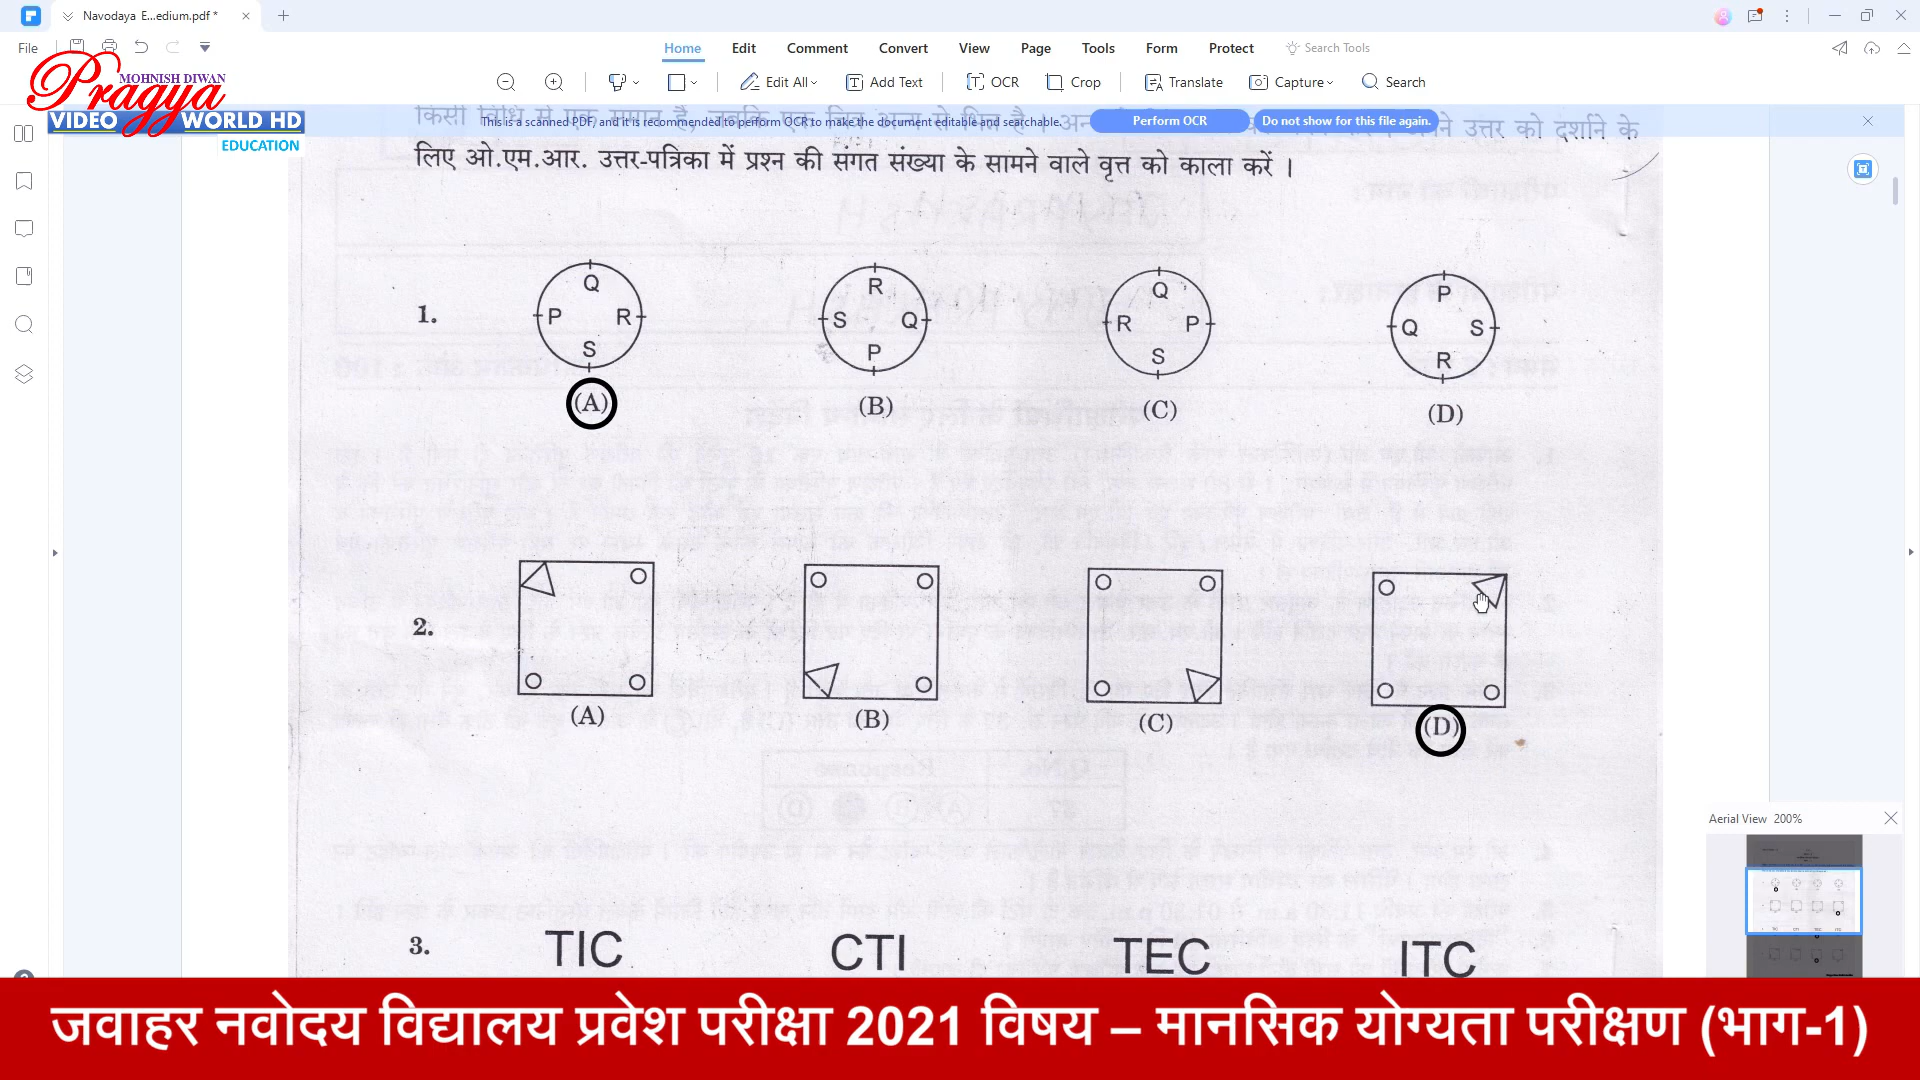 Navodaya E...edium.pdf *
File
Home
Edit
Comment
Convert
View
Page
Tools
Form
Protect
Search Tools
Edit All
Add Text
OCR
Crop
Translate
Capture
Search
MOHNISH DIWAN
Pragya
VIDEO WORLD HD
EDUCATION
This is a scanned PDF, and it is recommended to perform OCR to make the document editable and searchable.
Perform OCR
Do not show for this file again.
किसी विधि में एक समान हैं, जबकि एक
उत्तर को दर्शाने के
लिए ओ.एम.आर. उत्तर-पत्रिका में प्रश्न की संगत संख्या के सामने वाले वृत्त को काला करें ।
1.
Q P R S
R S Q P
Q R P S
P Q S R
(A) (B) (C) (D)
2.
(A) (B) (C) (D)
Aerial View 200%
3. TIC CTI TEC ITC
जवाहर नवोदय विद्यालय प्रवेश परीक्षा 2021 विषय – मानसिक योग्यता परीक्षण (भाग-1)